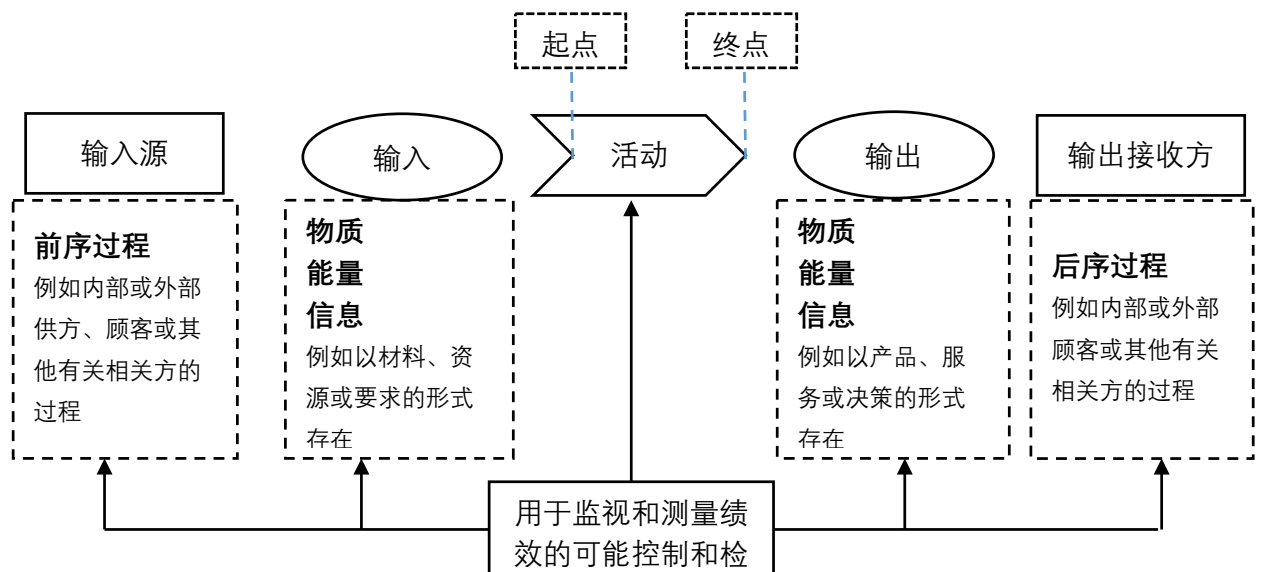 起点
终点
输入源
输入
活动
输出
输出接收方
前序过程
例如内部或外部
供方、顾客或其
他有关相关方的
过程
物质
能量
信息
例如以材料、资
源或要求的形式
存在
物质
能量
信息
例如以产品、服
务或决策的形式
存在
后序过程
例如内部或外部
顾客或其他有关
相关方的过程
用于监视和测量绩
效的可能控制和检